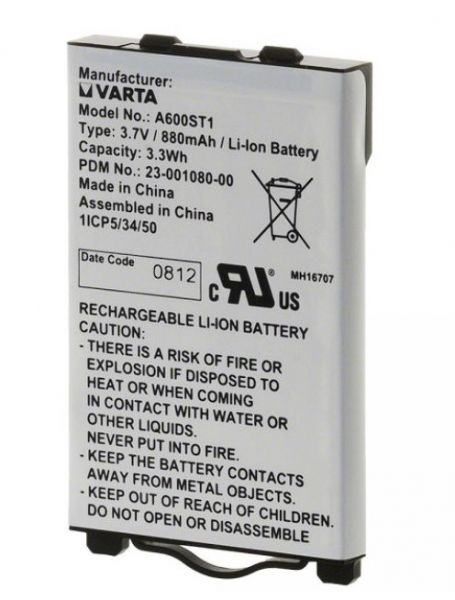 Manufacturer:
VARTA
Model No.: A600ST1
Type: 3.7V / 880mAh / Li-Ion Battery
Capacity: 3.3Wh
PDM No.: 23-001080-00
Made in China
Assembled in China
1ICP5/34/50
Date Code 0812
c RU® US
MH16707
RECHARGEABLE LI-ION BATTERY
CAUTION:
- THERE IS A RISK OF FIRE OR
EXPLOSION IF DISPOSED TO
HEAT OR WHEN COMING
IN CONTACT WITH WATER OR
OTHER LIQUIDS.
- KEEP THE BATTERY CONTACTS
AWAY FROM METAL OBJECTS.
- KEEP OUT OF REACH OF CHILDREN.
DO NOT OPEN OR DISASSEMBLE